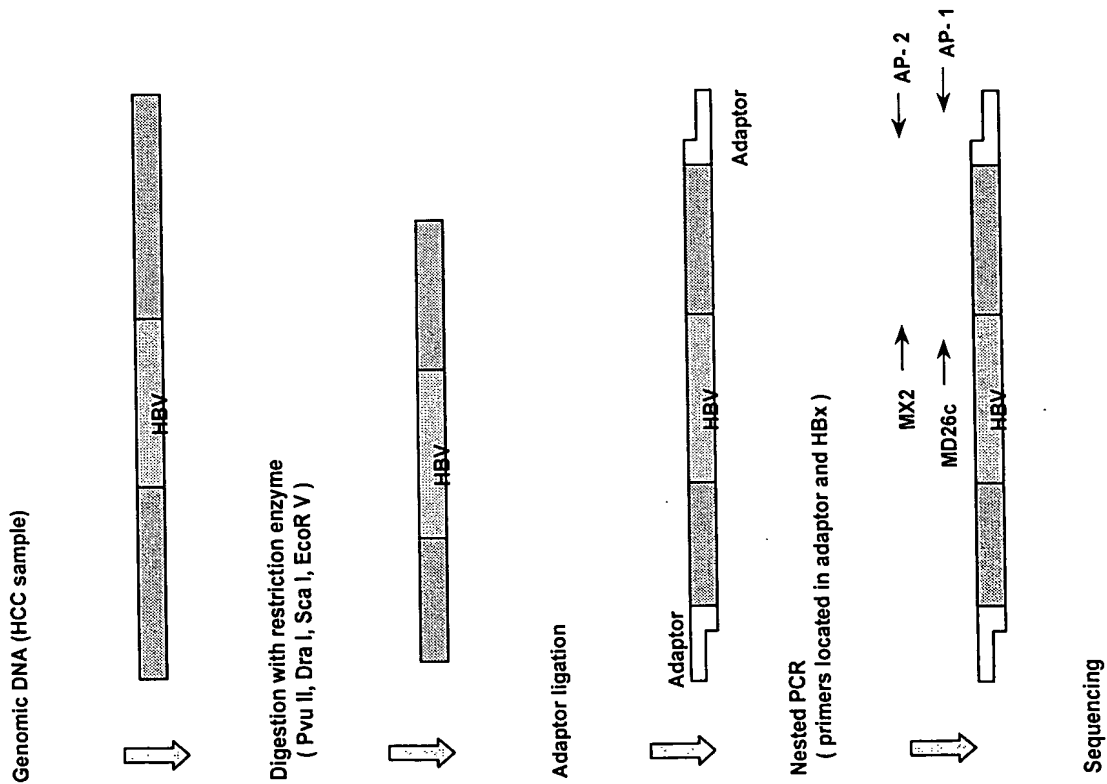 Genomic DNA (HCC sample)
HBV
Digestion with restriction enzyme
( Pvu II, Dra I, Sca I, EcoR V )
HBV
Adaptor ligation
Adaptor
HBV
Adaptor
Nested PCR
( primers located in adaptor and HBx )
MX2
AP- 2
MD26c
AP- 1
HBV
Sequencing